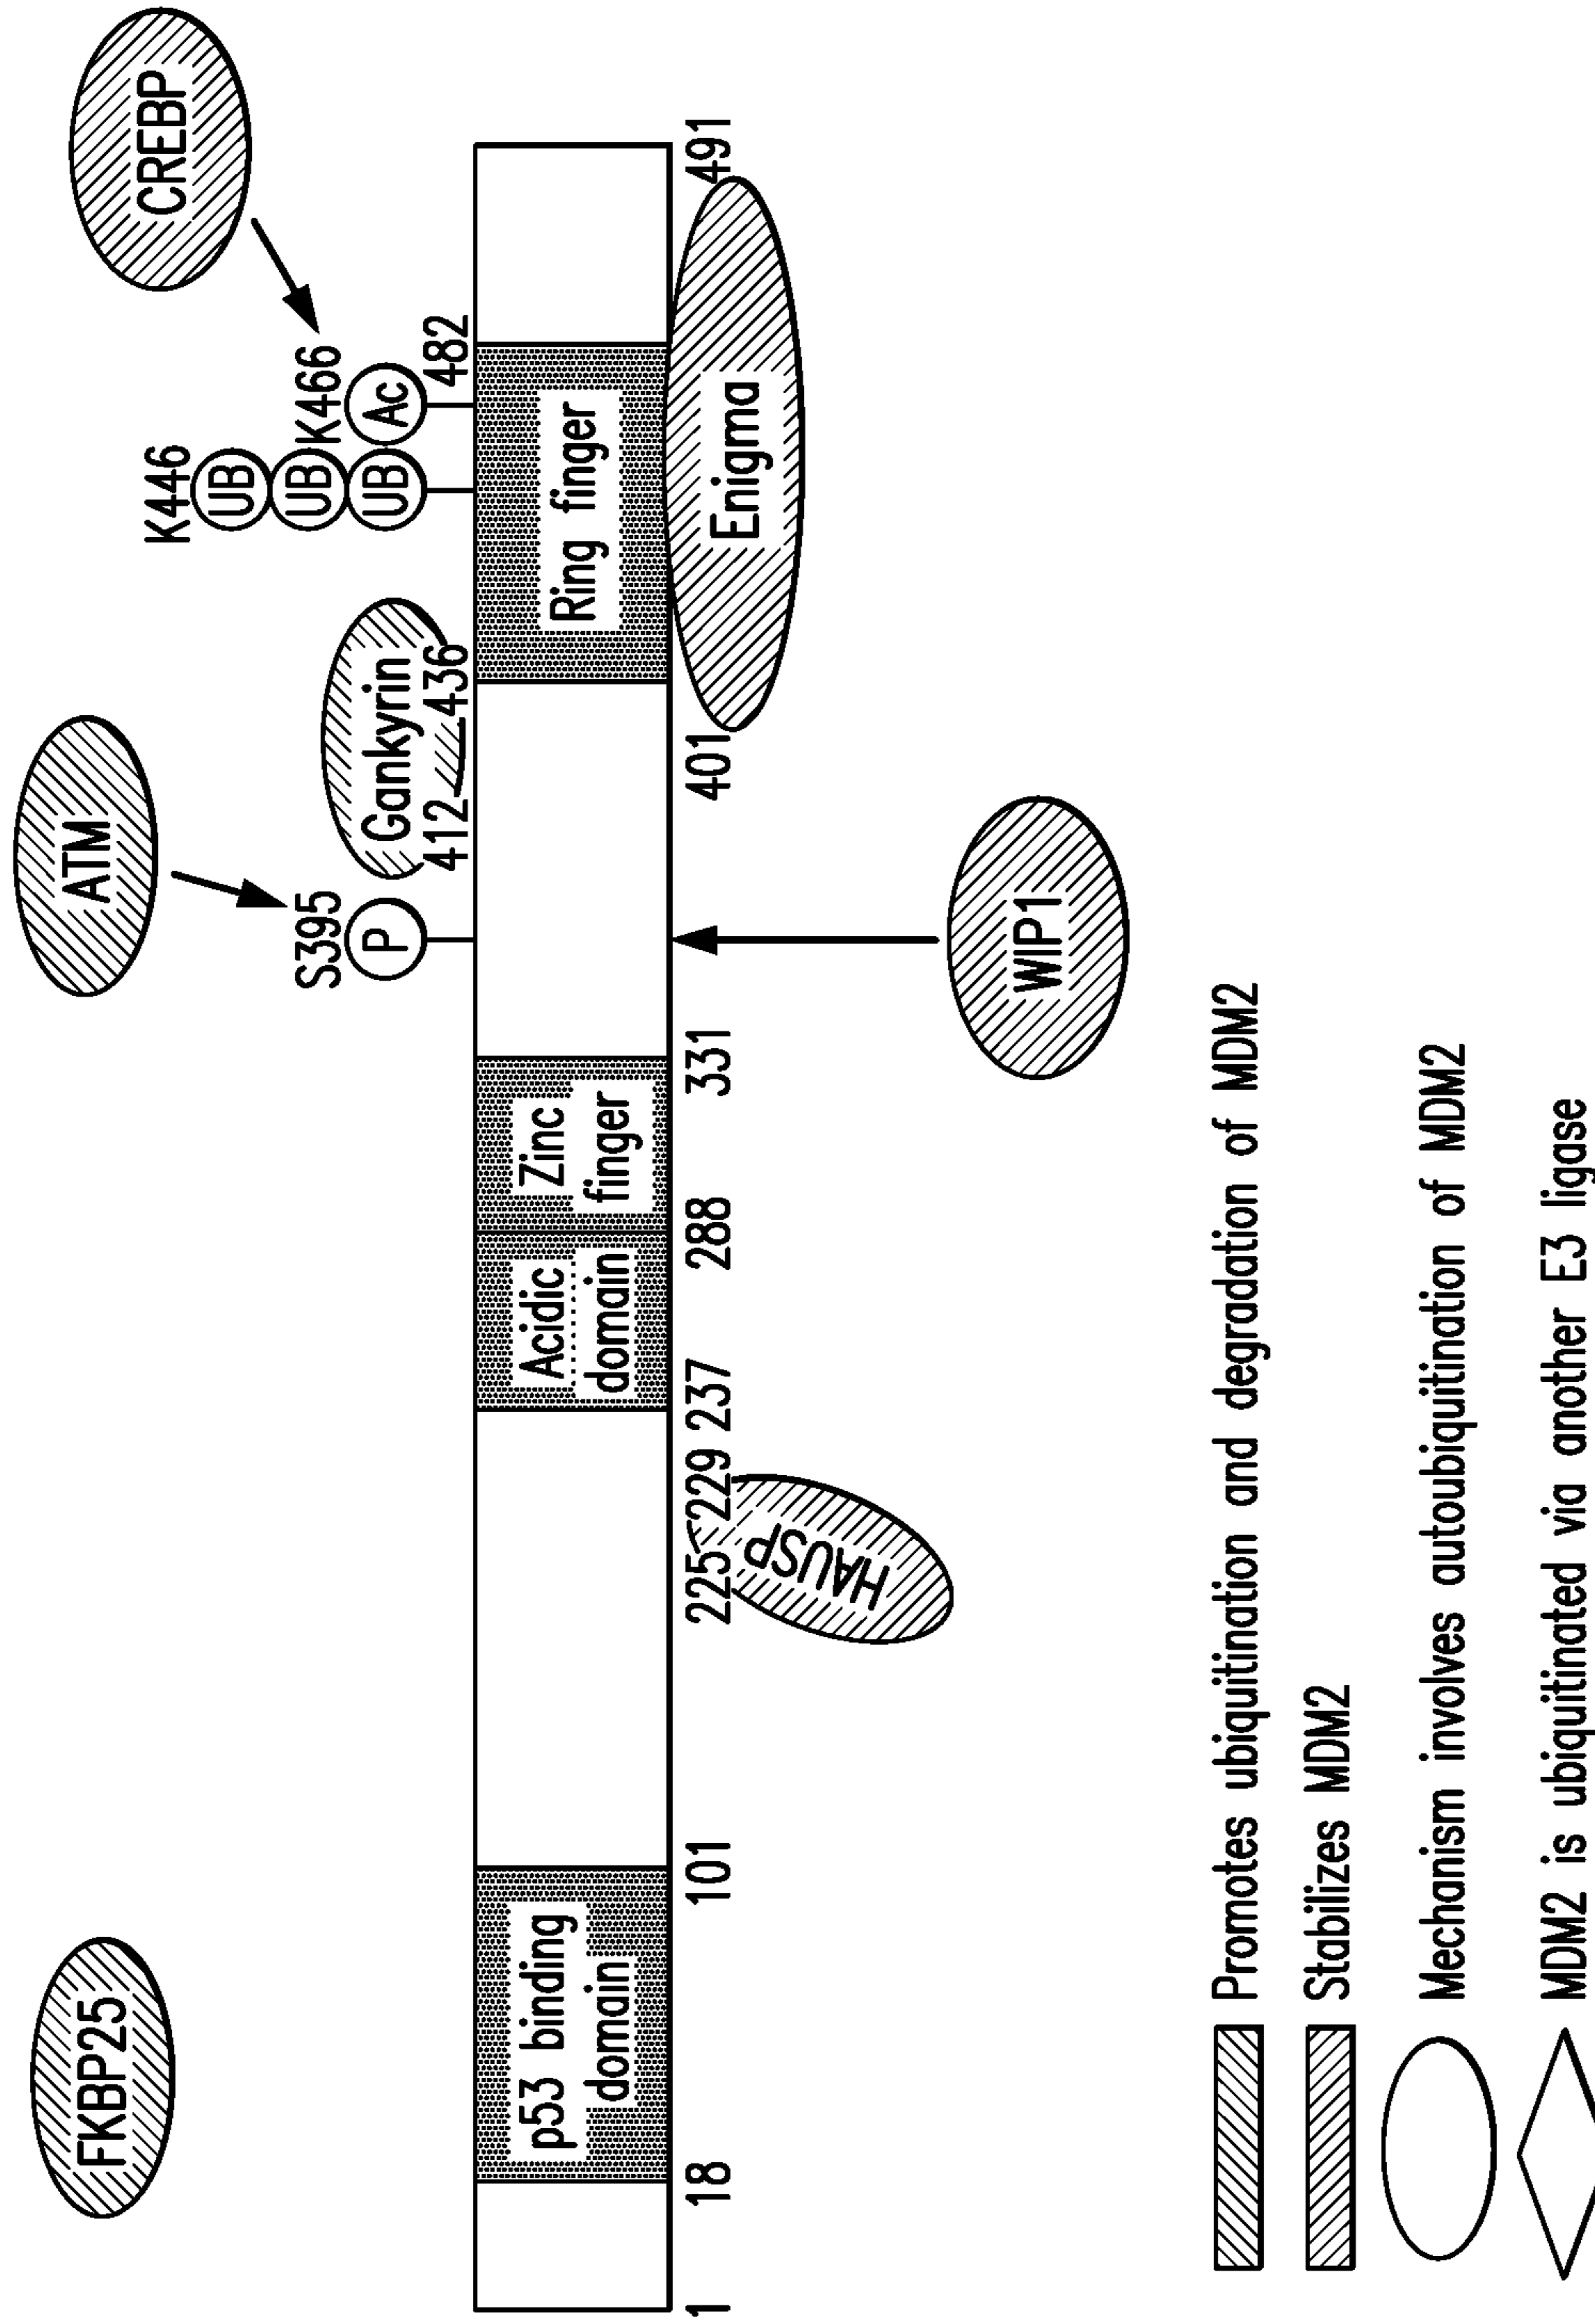 FKBP25
ATM
CREBP
S395
P
Gankyrin
412
436
K446
UB
UB
UB
K466
Ac
482
p53 binding
domain
Acidic
domain
Zinc
finger
Ring finger
1
18
101
225
229
237
288
331
401
491
HAUSP
WIP1
Enigma
Promotes ubiquitination and degradation of MDM2
Stabilizes MDM2
Mechanism involves autoubiquitination of MDM2
MDM2 is ubiquitinated via another E3 ligase